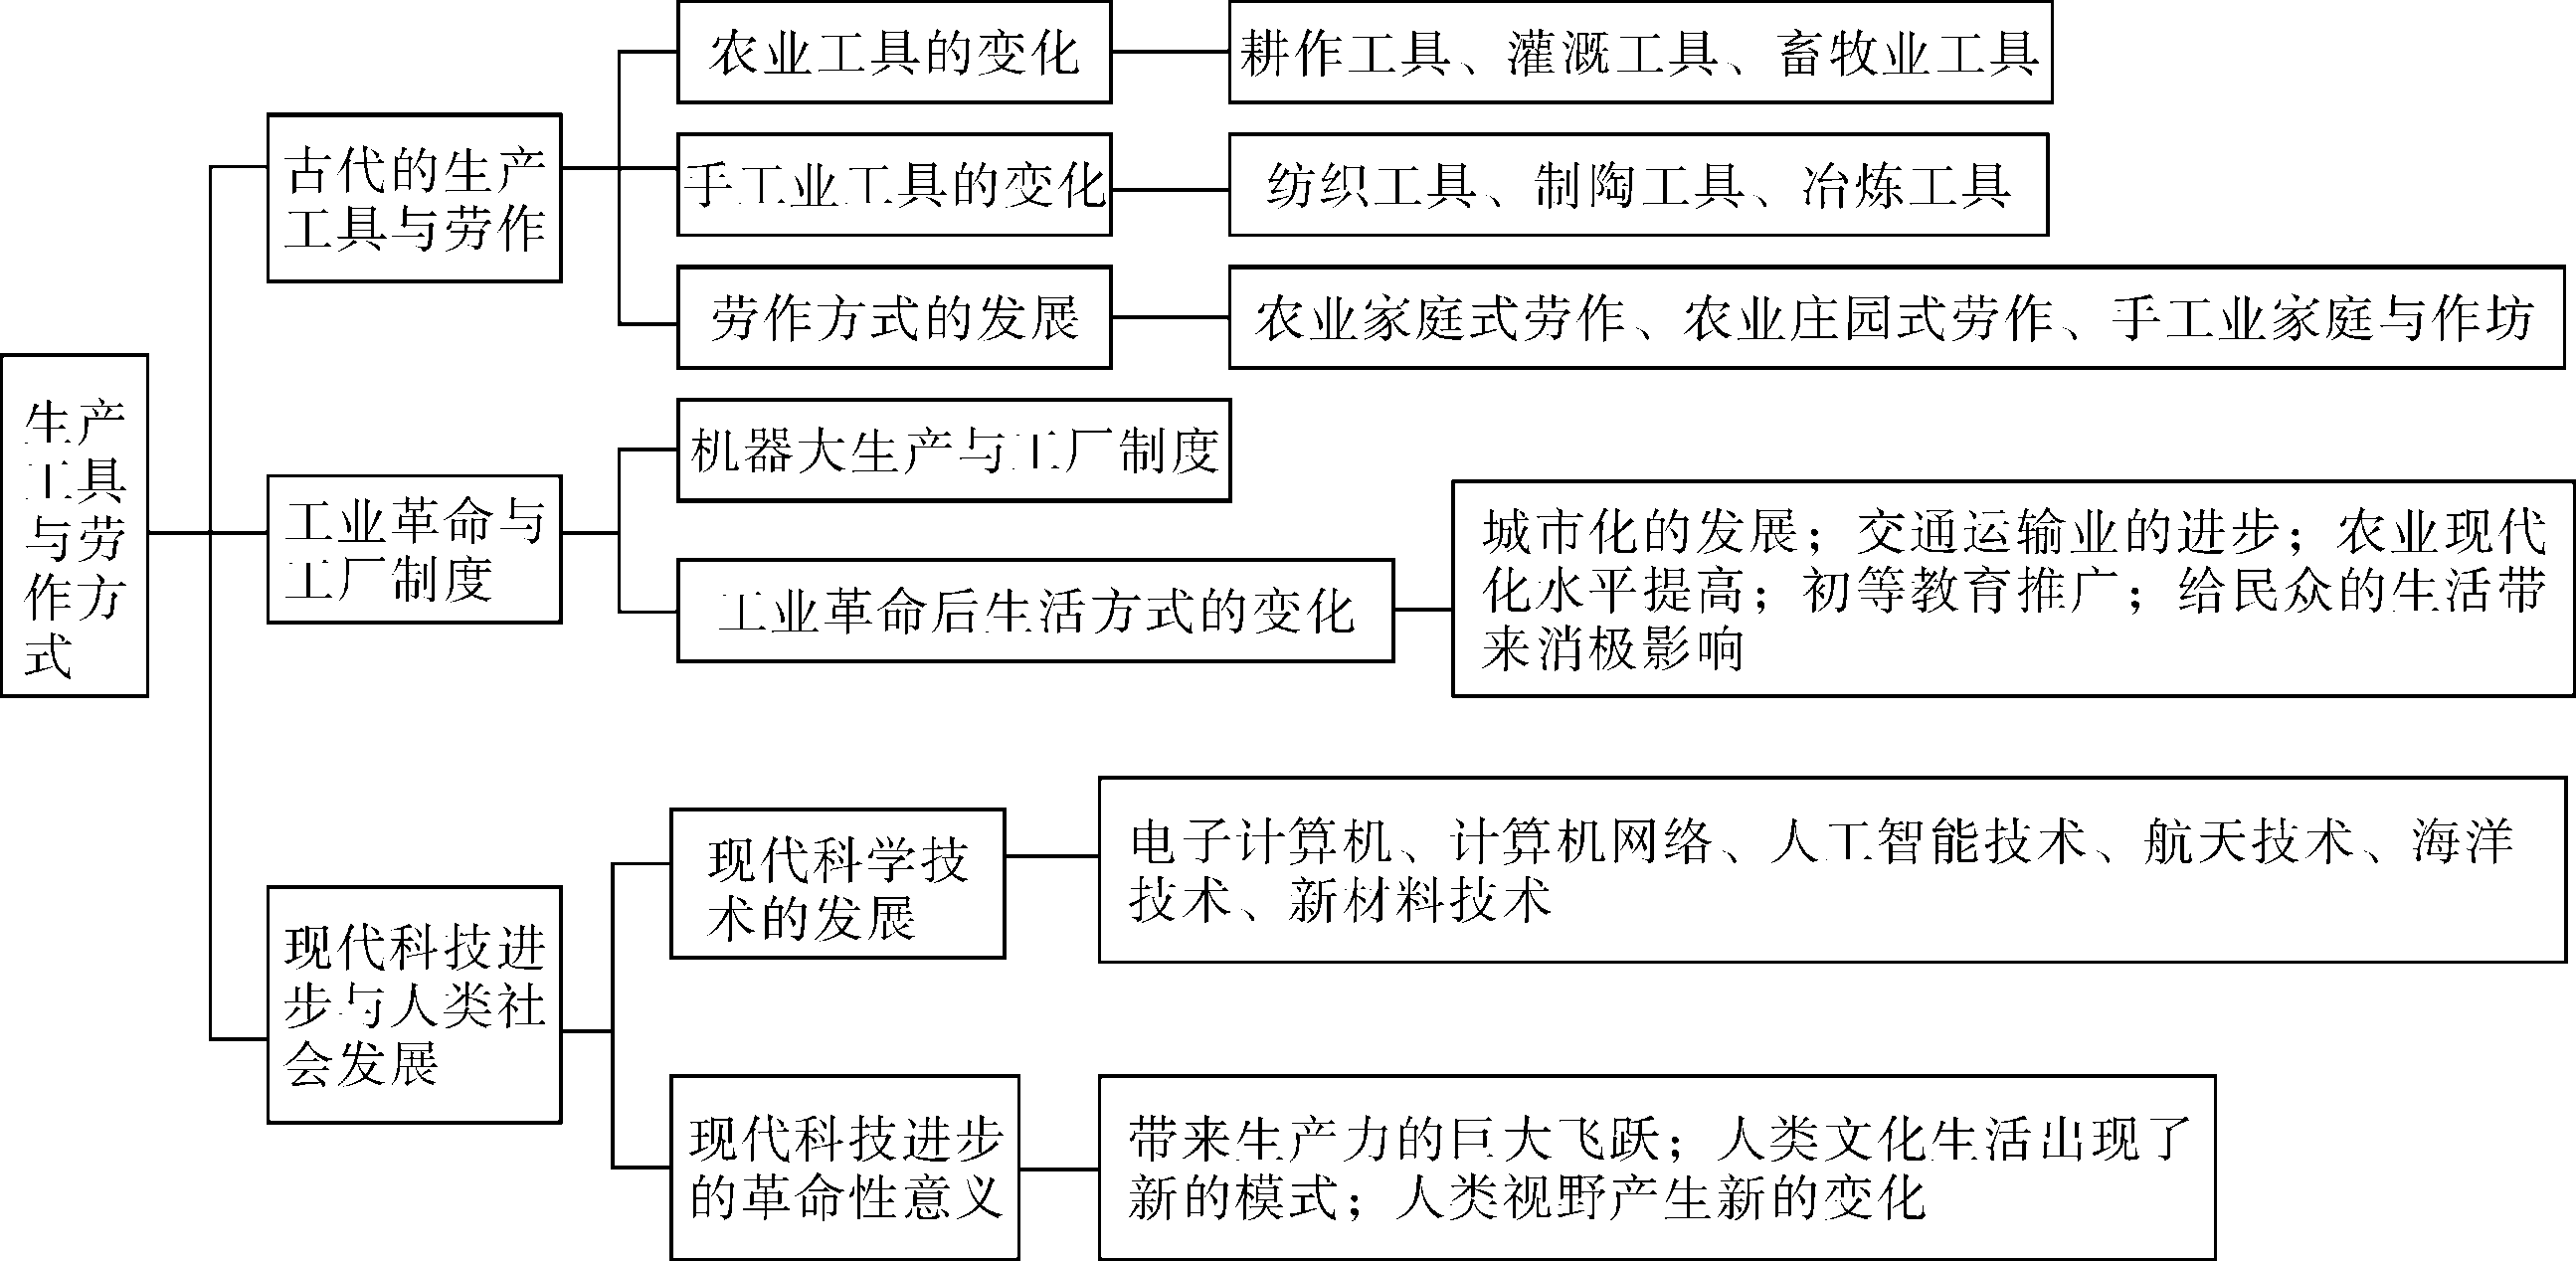 生产
工具
与劳
作方
式
古代的生产
工具与劳作
农业工具的变化
耕作工具、灌溉工具、畜牧业工具
手工业工具的变化
纺织工具、制陶工具、冶炼工具
劳作方式的发展
农业家庭式劳作、农业庄园式劳作、手工业家庭与作坊
工业革命与
工厂制度
机器大生产与工厂制度
工业革命后生活方式的变化
城市化的发展；交通运输业的进步；农业现代
化水平提高；初等教育推广；给民众的生活带
来消极影响
现代科技进
步与人类社
会发展
现代科学技
术的发展
电子计算机、计算机网络、人工智能技术、航天技术、海洋
技术、新材料技术
现代科技进步
的革命性意义
带来生产力的巨大飞跃；人类文化生活出现了
新的模式；人类视野产生新的变化